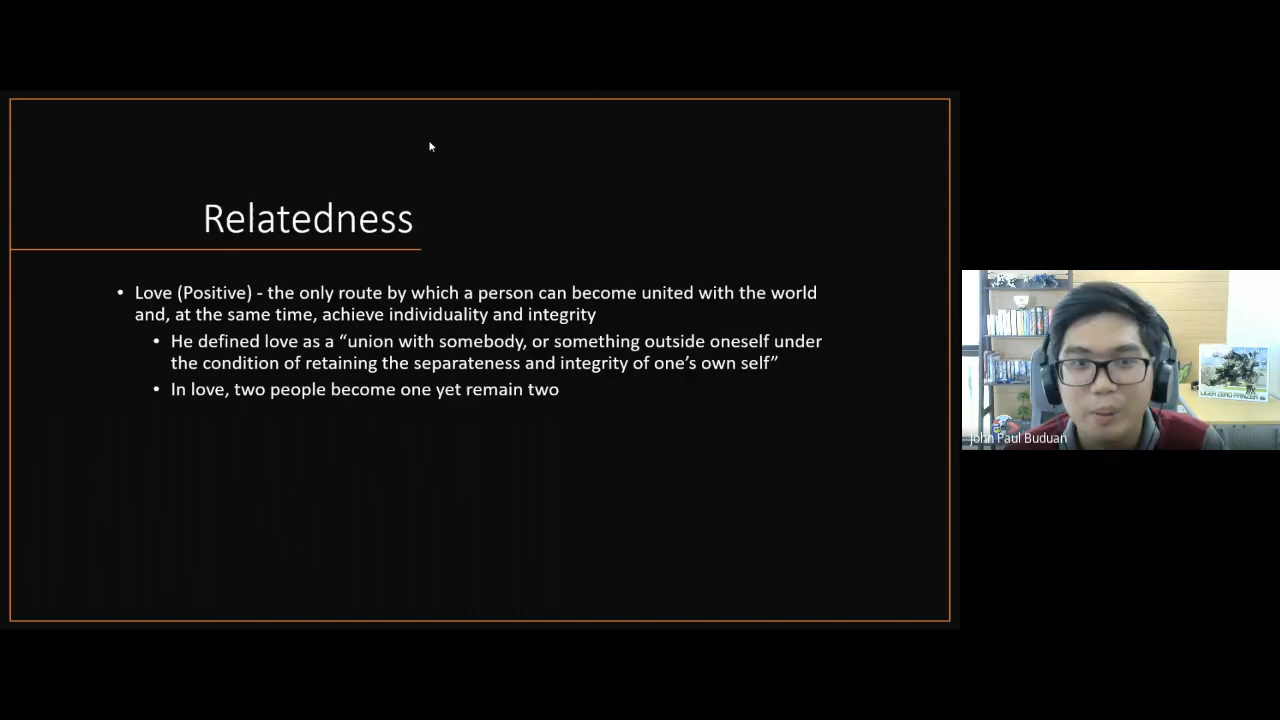 Relatedness
• Love (Positive) - the only route by which a person can become united with the world
and, at the same time, achieve individuality and integrity
• He defined love as a “union with somebody, or something outside oneself under
the condition of retaining the separateness and integrity of one’s own self”
• In love, two people become one yet remain two
John Paul Buduan
LIGER ZERO PANZER